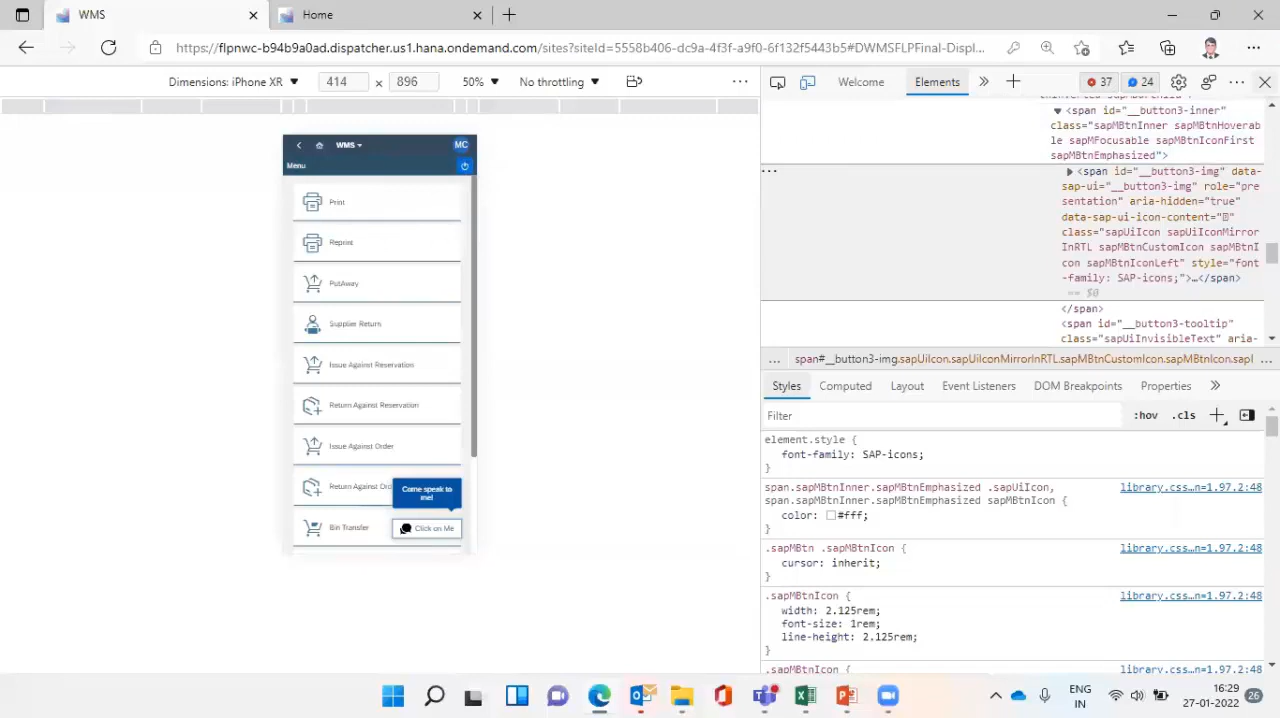 WMS
Home
https://flpnwc-b94b9a0ad.dispatcher.us1.hana.ondemand.com/sites?siteId=5558b406-dc9a-4f3f-a9f0-6f132f5443b5#DWMSFLPFinal-Displ...
Dimensions: iPhone XR 414 × 896 50% No throttling
Welcome Elements 37 24
WMS MC
Menu
Print
Reprint
PutAway
Supplier Return
Issue Against Reservation
Return Against Reservation
Issue Against Order
Return Against Ord
Come speak to
me!
Bin Transfer
Click on Me
<span id="__button3-inner"
class="sapMBtnInner sapMBtnHoverab
le sapMFocusable sapMBtnIconFirst
sapMBtnEmphasized">
<span id="__button3-img" data-
sap-ui="__button3-img" role="pre
sentation" aria-hidden="true"
data-sap-ui-icon-content=""
class="sapUiIcon sapUiIconMirror
InRTL sapMBtnCustomIcon sapMBtnI
con sapMBtnIconLeft" style="font
-family: SAP-icons;">…</span>
== $0
</span>
<span id="__button3-tooltip"
class="sapUiInvisibleText" aria-
... span#__button3-img.sapUiIcon.sapUiIconMirrorInRTL.sapMBtnCustomIcon.sapMBtnIcon.sapl ...
Styles Computed Layout Event Listeners DOM Breakpoints Properties
Filter :hov .cls
element.style {
font-family: SAP-icons;
}
span.sapMBtnInner.sapMBtnEmphasized .sapUiIcon, library.css…n=1.97.2:48
span.sapMBtnInner.sapMBtnEmphasized sapMBtnIcon {
color: #fff;
}
.sapMBtn .sapMBtnIcon { library.css…n=1.97.2:48
cursor: inherit;
}
.sapMBtnIcon { library.css…n=1.97.2:48
width: 2.125rem;
font-size: 1rem;
line-height: 2.125rem;
}
.sapMBtnIcon { library.css…n=1.97.2:48
ENG
IN
16:29
27-01-2022
26